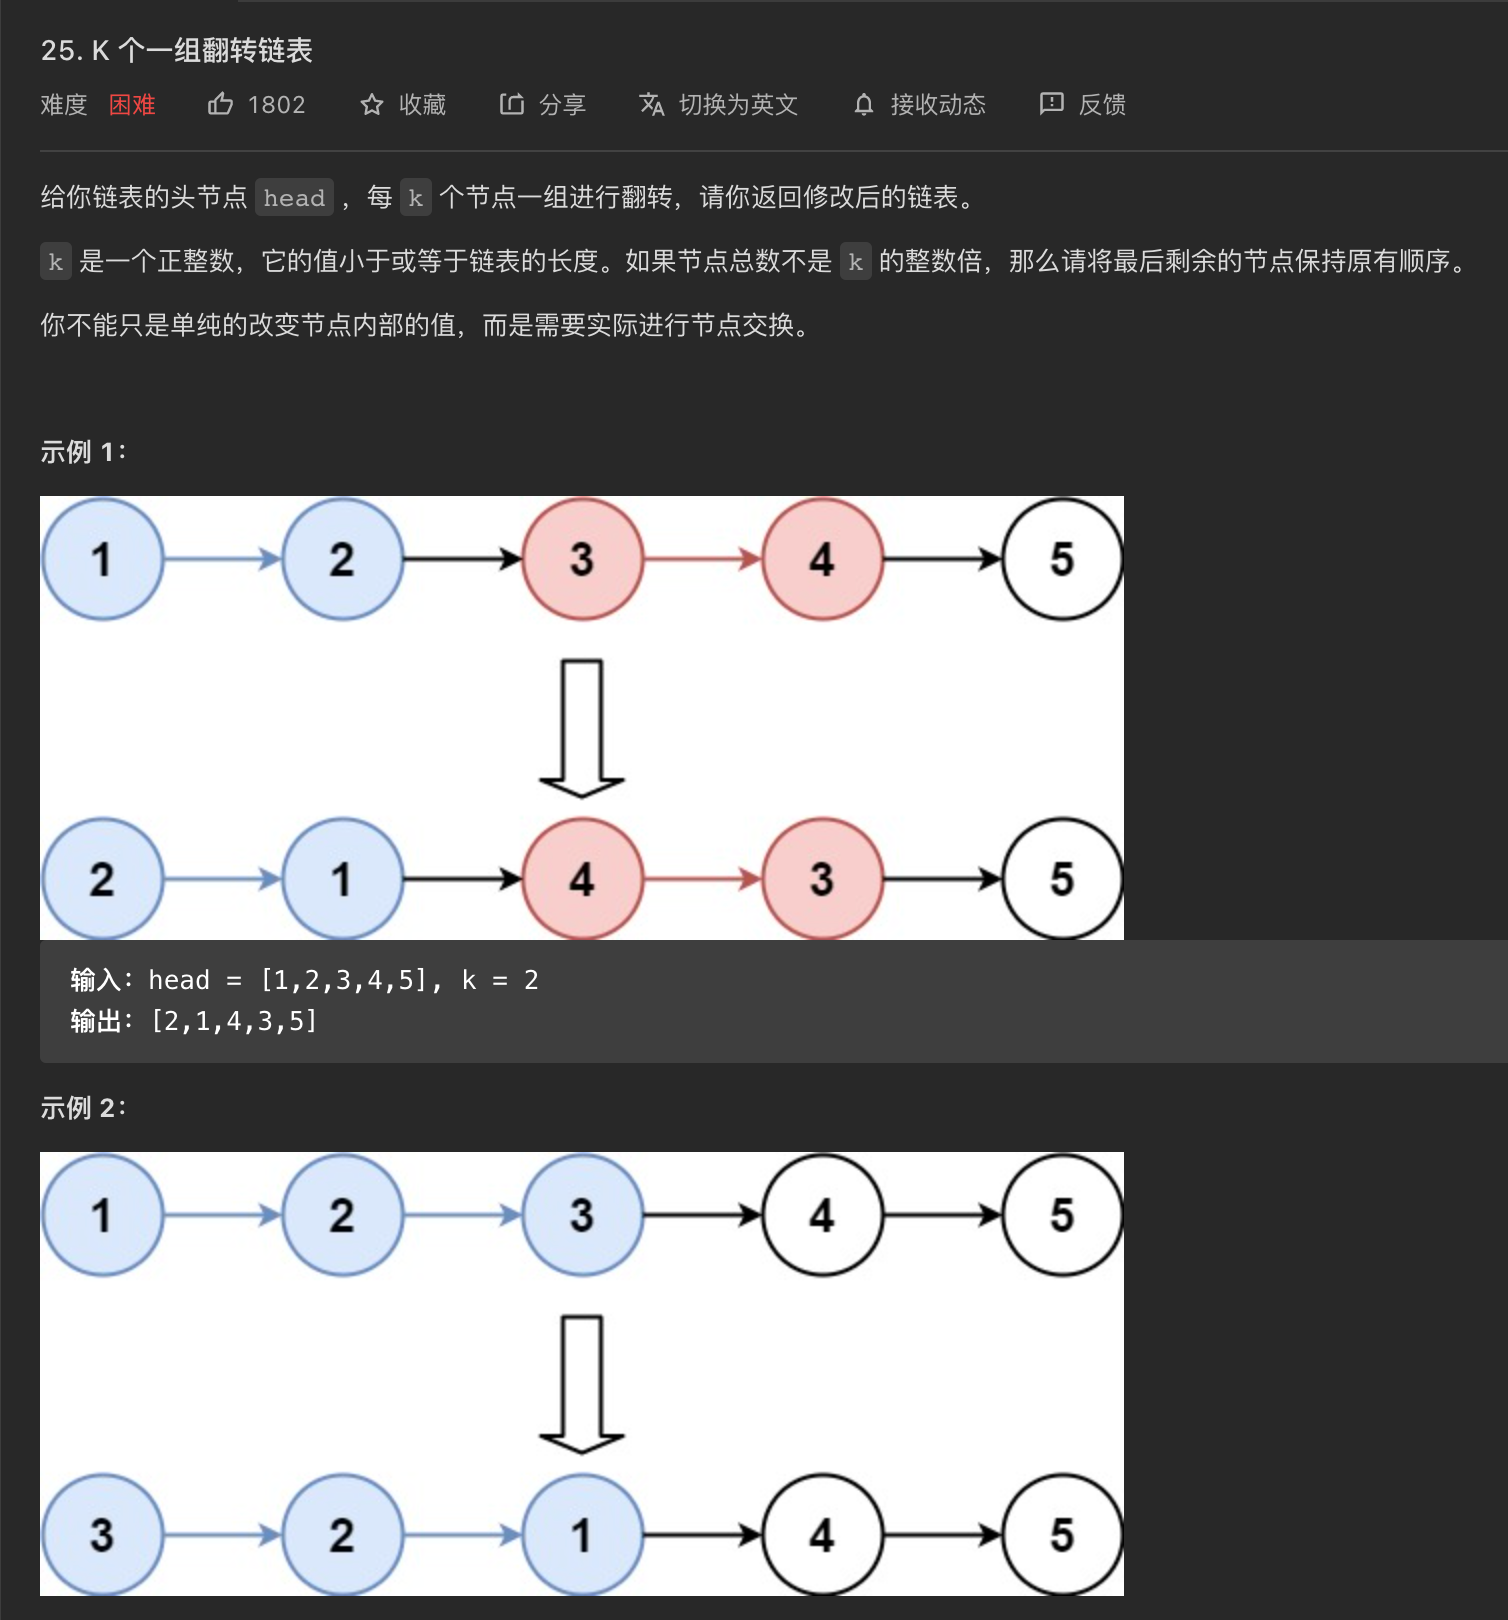 25. K 个一组翻转链表
难度 困难 1802 收藏 分享 切换为英文 接收动态 反馈
给你链表的头节点 head ，每 k 个节点一组进行翻转，请你返回修改后的链表。
k 是一个正整数，它的值小于或等于链表的长度。如果节点总数不是 k 的整数倍，那么请将最后剩余的节点保持原有顺序。
你不能只是单纯的改变节点内部的值，而是需要实际进行节点交换。
示例 1：
1 2 3 4 5
2 1 4 3 5
输入：head = [1,2,3,4,5], k = 2
输出：[2,1,4,3,5]
示例 2：
1 2 3 4 5
3 2 1 4 5